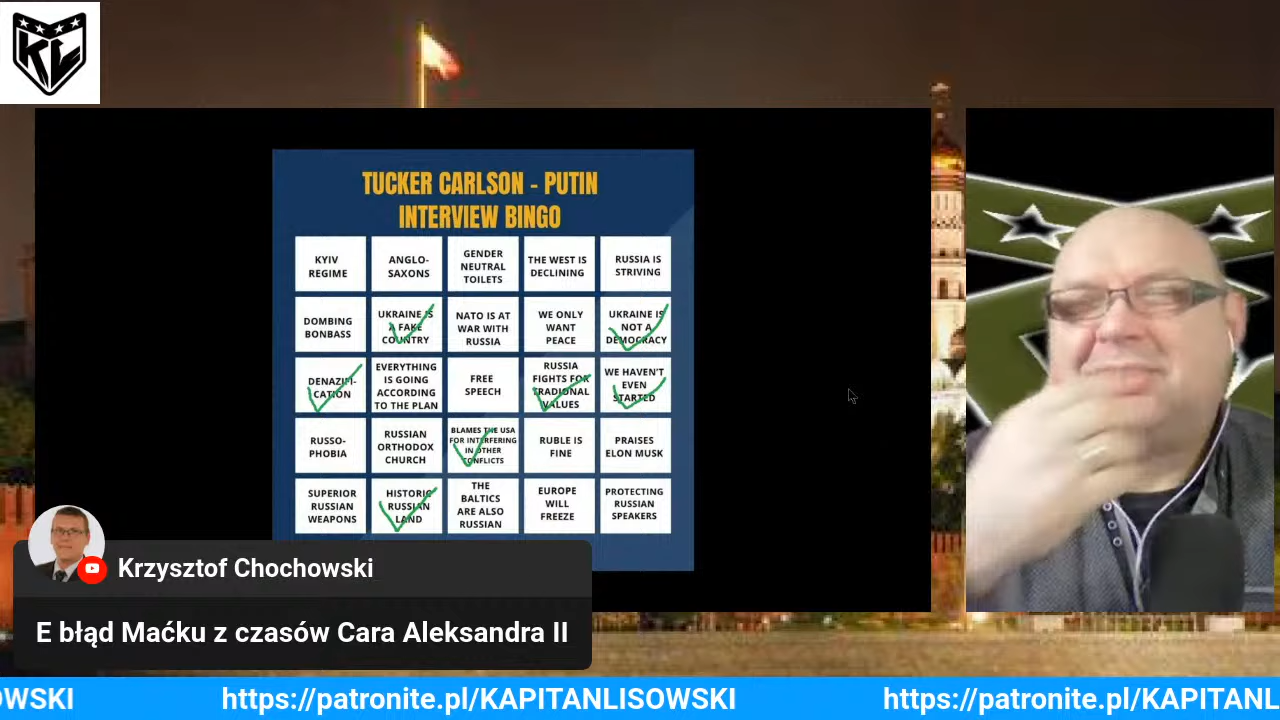 KL
TUCKER CARLSON - PUTIN
INTERVIEW BINGO
KYIV
REGIME
ANGLO-
SAXONS
GENDER
NEUTRAL
TOILETS
THE WEST IS
DECLINING
RUSSIA IS
STRIVING
DOMBING
BONBASS
UKRAINE IS
A FAKE
COUNTRY
NATO IS AT
WAR WITH
RUSSIA
WE ONLY
WANT
PEACE
UKRAINE IS
NOT A
DEMOCRACY
DENAZIFI-
CATION
EVERYTHING
IS GOING
ACCORDING
TO THE PLAN
FREE
SPEECH
RUSSIA
FIGHTS FOR
TRADIONAL
VALUES
WE HAVEN'T
EVEN
STARTED
RUSSO-
PHOBIA
RUSSIAN
ORTHODOX
CHURCH
BLAMES THE USA
FOR INTERFERING
IN OTHER
CONFLICTS
RUBLE IS
FINE
PRAISES
ELON MUSK
SUPERIOR
RUSSIAN
WEAPONS
HISTORIC
RUSSIAN
LAND
THE
BALTICS
ARE ALSO
RUSSIAN
EUROPE
WILL
FREEZE
PROTECTING
RUSSIAN
SPEAKERS
Krzysztof Chochowski
E błąd Maćku z czasów Cara Aleksandra II
OWSKI https://patronite.pl/KAPITANLISOWSKI https://patronite.pl/KAPITANL